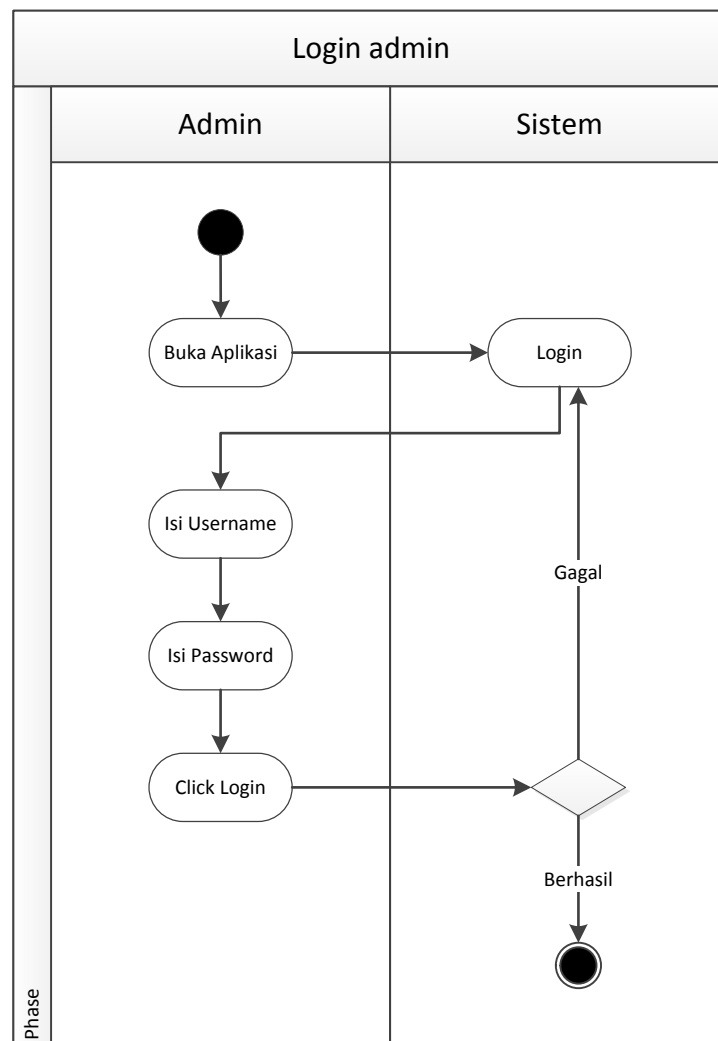 Login admin
Admin
Sistem
Buka Aplikasi
Login
Isi Username
Gagal
Isi Password
Click Login
Berhasil
Phase